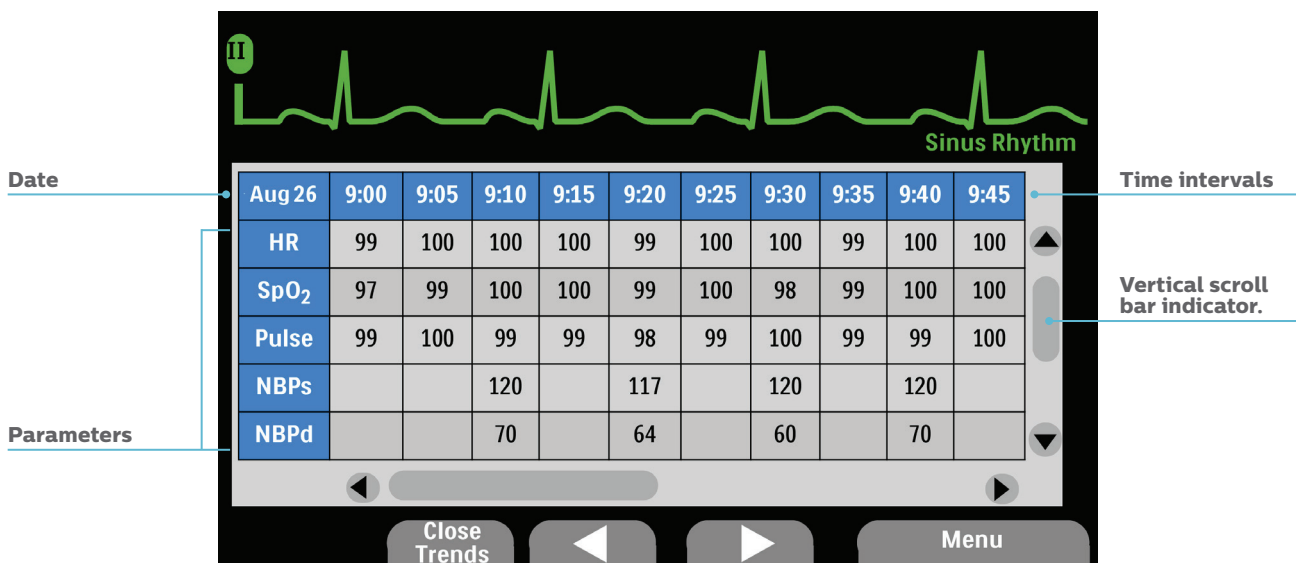 II
Sinus Rhythm
Date
Time intervals
Aug 26 9:00 9:05 9:10 9:15 9:20 9:25 9:30 9:35 9:40 9:45
HR 99 100 100 100 99 100 100 99 100 100
SpO₂ 97 99 100 100 99 100 98 99 100 100
Vertical scroll
bar indicator.
Pulse 99 100 99 99 98 99 100 99 99 100
NBPs 120 117 120 120
Parameters
NBPd 70 64 60 70
Close
Trends
Menu